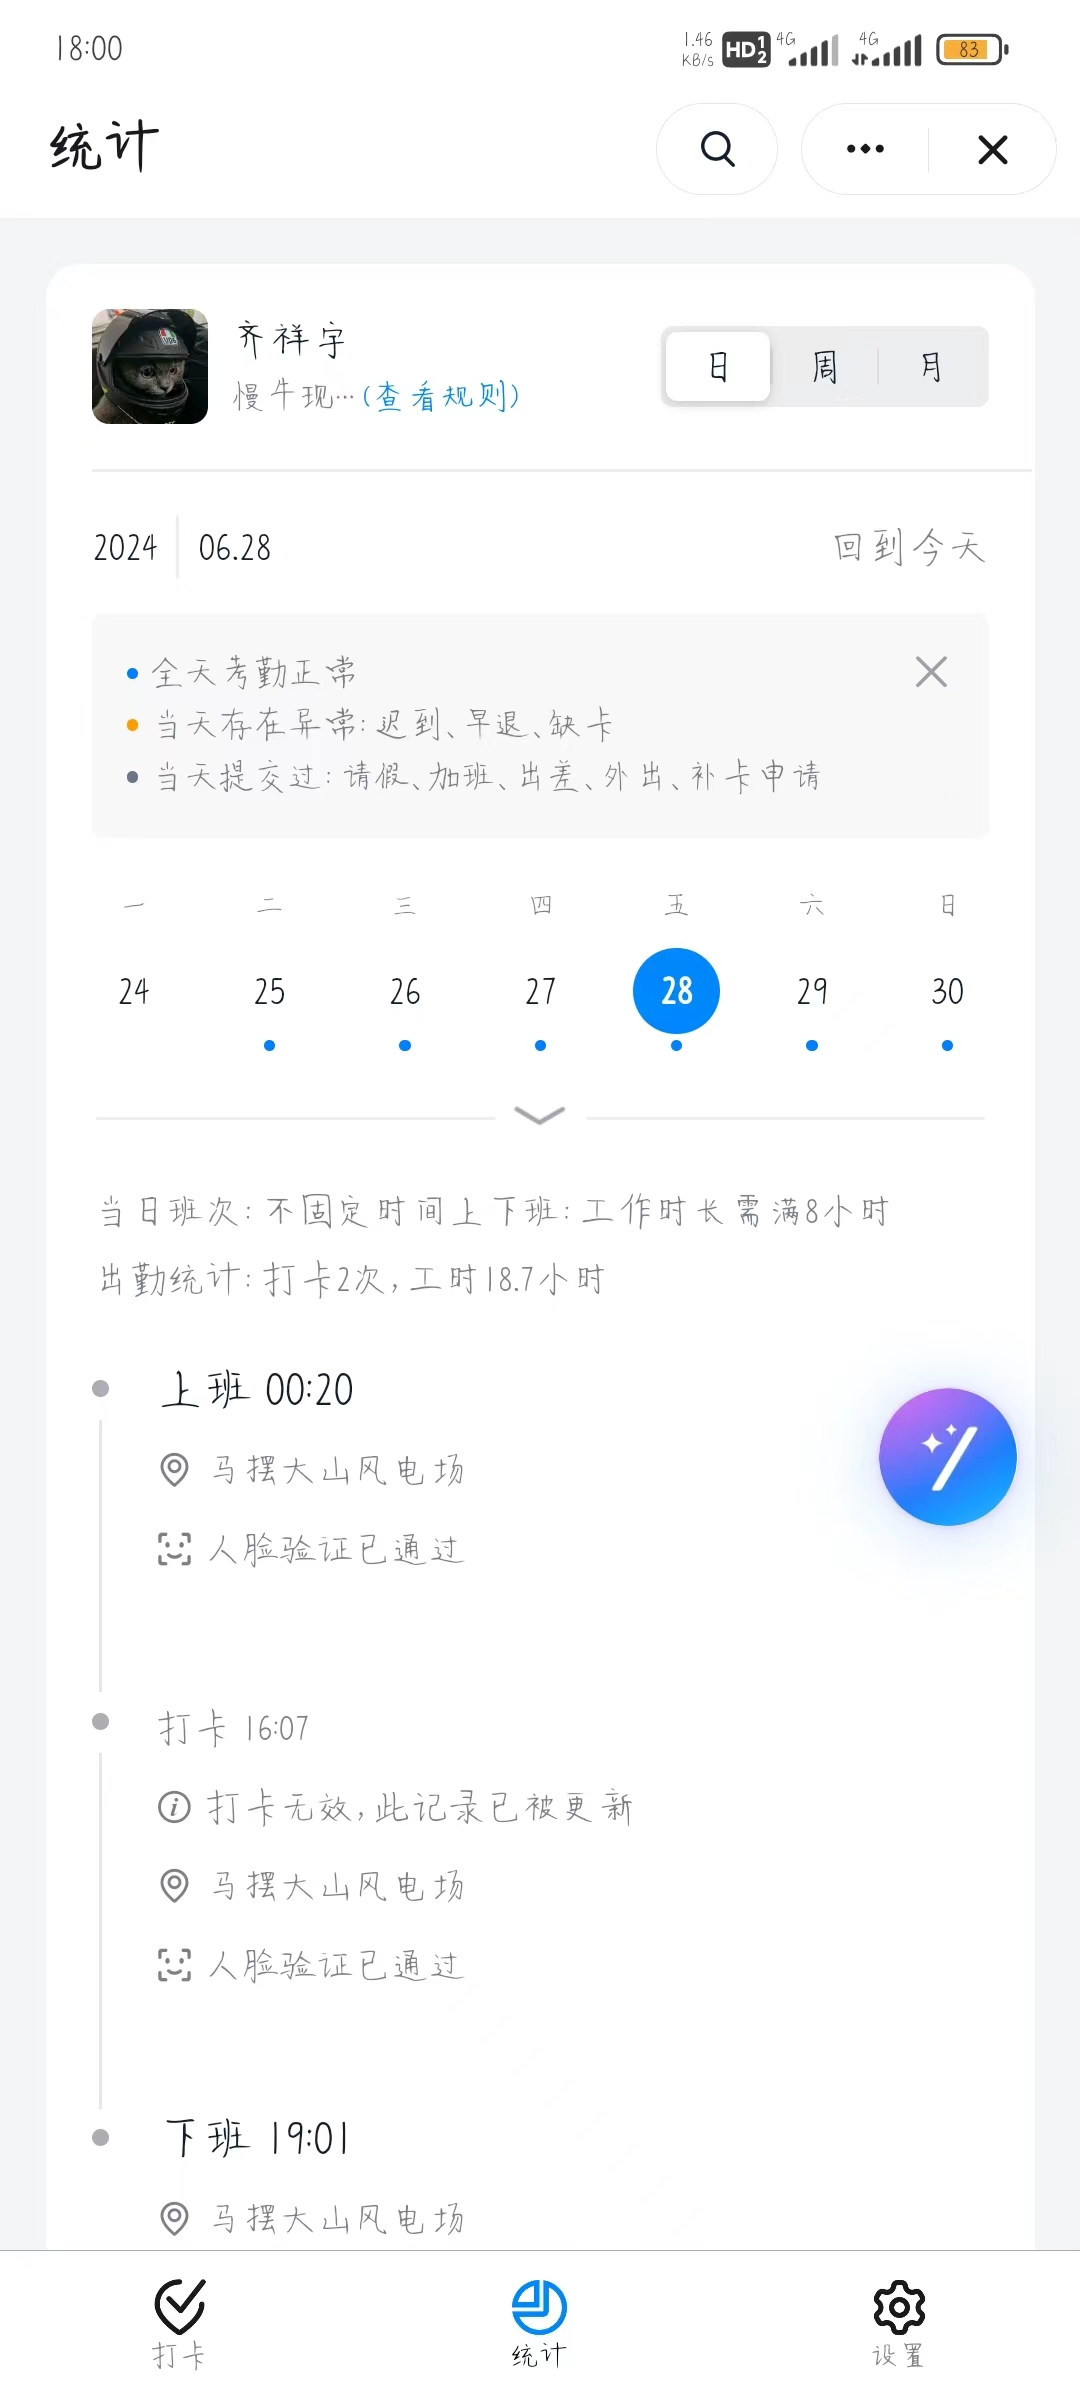 18:00
1.46 KB/s HD 1 2 4G 4G 83
统计
齐祥宇
慢牛现…(查看规则)
日 周 月
2024 06.28 回到今天
全天考勤正常
当天存在异常:迟到、早退、缺卡
当天提交过:请假、加班、出差、外出、补卡申请
一 二 三 四 五 六 日
24 25 26 27 28 29 30
当日班次:不固定时间上下班:工作时长需满8小时
出勤统计:打卡2次,工时18.7小时
上班 00:20
马摆大山风电场
人脸验证已通过
打卡 16:07
打卡无效,此记录已被更新
马摆大山风电场
人脸验证已通过
下班 19:01
马摆大山风电场
打卡 统计 设置